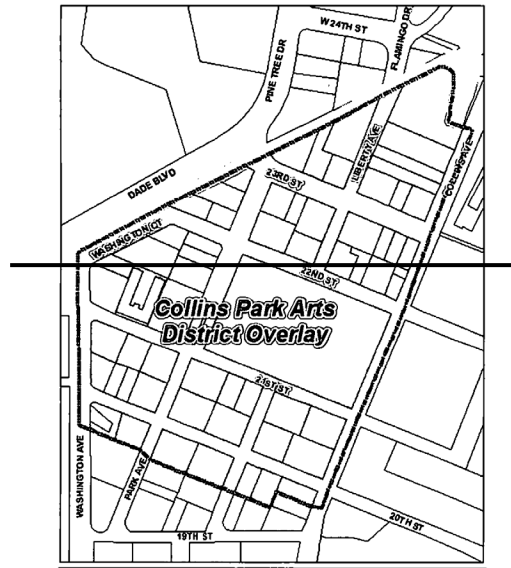 W 24TH ST
FLAMINGO DR
PINE TREE DR
DADE BLVD
LIBERTY AVE
COLLINS AVE
23RD ST
WASHINGTON CT
22ND ST
Collins Park Arts
District Overlay
21ST ST
WASHINGTON AVE
PARK AVE
20TH ST
19TH ST